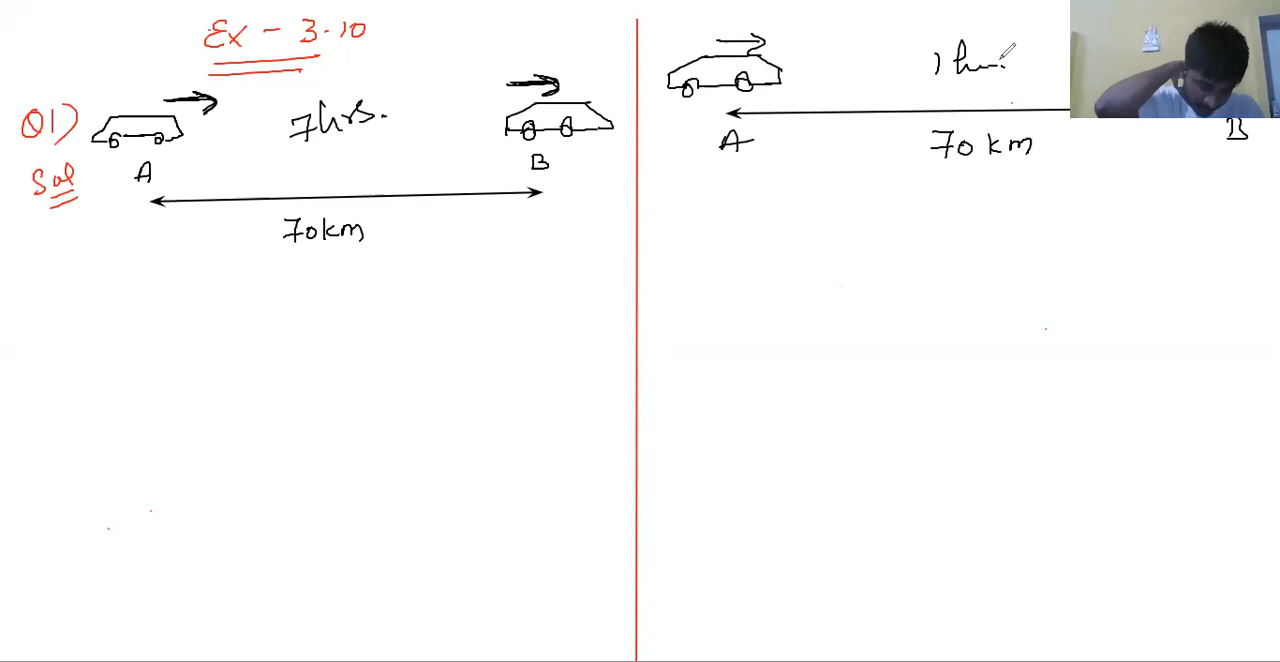 Ex - 3.10
Q1)
7hrs.
Sol
A
B
70km
1 hr.
A
B
70 km